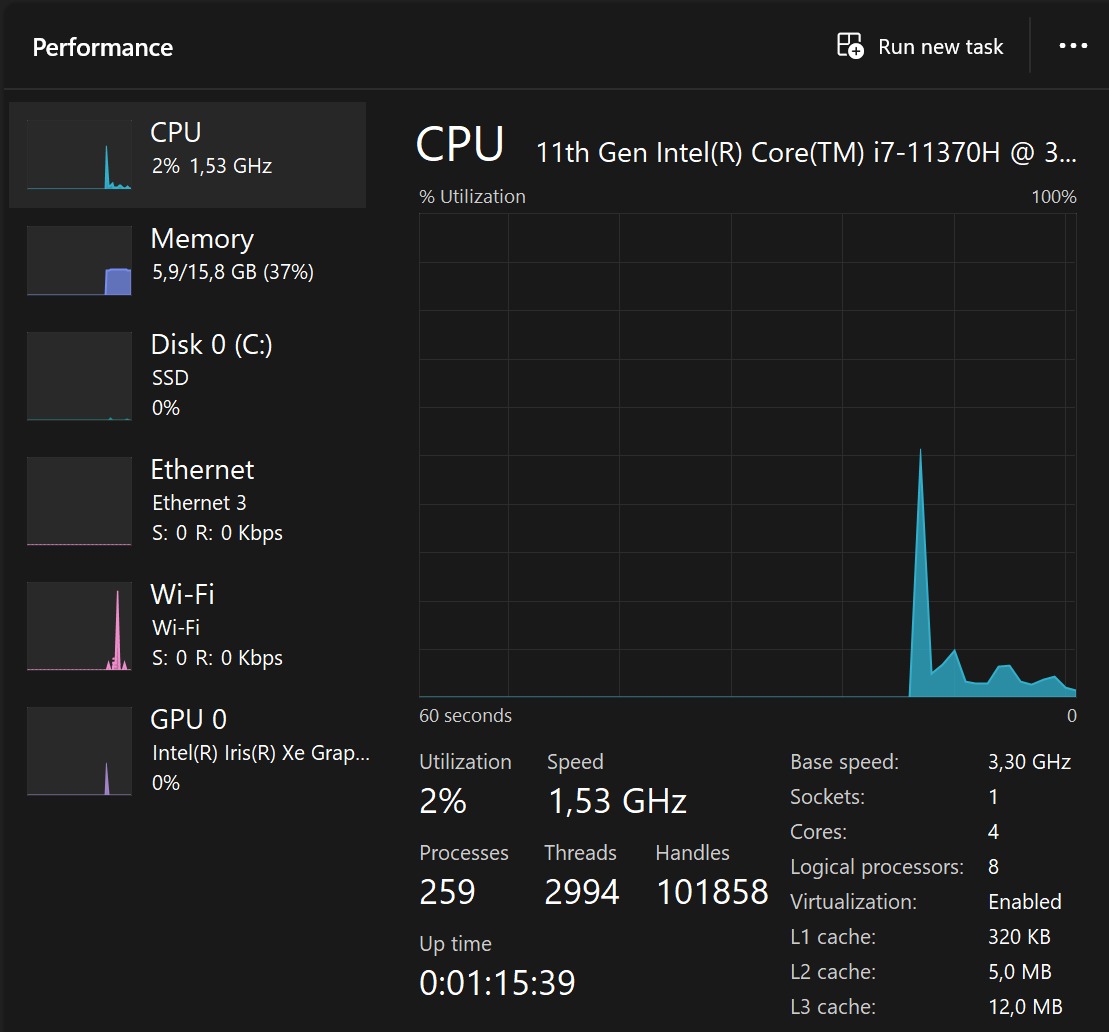 Performance
Run new task
CPU
2% 1,53 GHz
Memory
5,9/15,8 GB (37%)
Disk 0 (C:)
SSD
0%
Ethernet
Ethernet 3
S: 0 R: 0 Kbps
Wi-Fi
Wi-Fi
S: 0 R: 0 Kbps
GPU 0
Intel(R) Iris(R) Xe Grap...
0%
CPU 11th Gen Intel(R) Core(TM) i7-11370H @ 3...
% Utilization 100%
60 seconds 0
Utilization Speed
2% 1,53 GHz
Processes Threads Handles
259 2994 101858
Up time
0:01:15:39
Base speed: 3,30 GHz
Sockets: 1
Cores: 4
Logical processors: 8
Virtualization: Enabled
L1 cache: 320 KB
L2 cache: 5,0 MB
L3 cache: 12,0 MB